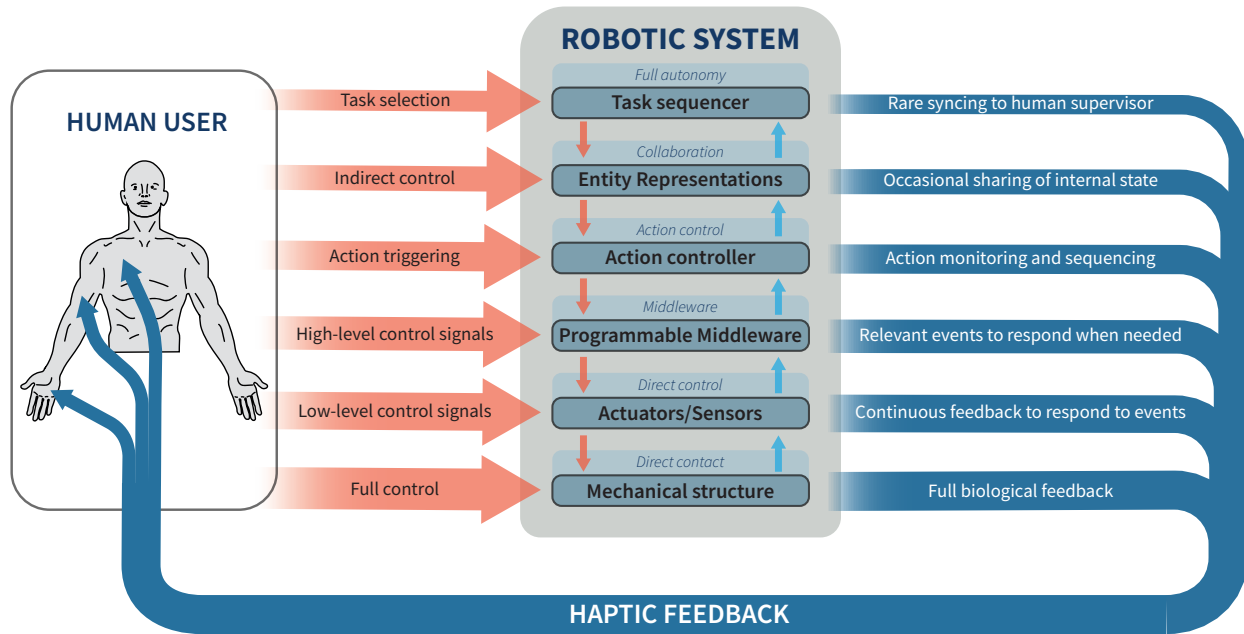 ROBOTIC SYSTEM
HUMAN USER
Full autonomy
Task selection
Task sequencer
Rare syncing to human supervisor
Collaboration
Indirect control
Entity Representations
Occasional sharing of internal state
Action control
Action triggering
Action controller
Action monitoring and sequencing
Middleware
High-level control signals
Programmable Middleware
Relevant events to respond when needed
Direct control
Low-level control signals
Actuators/Sensors
Continuous feedback to respond to events
Direct contact
Full control
Mechanical structure
Full biological feedback
HAPTIC FEEDBACK